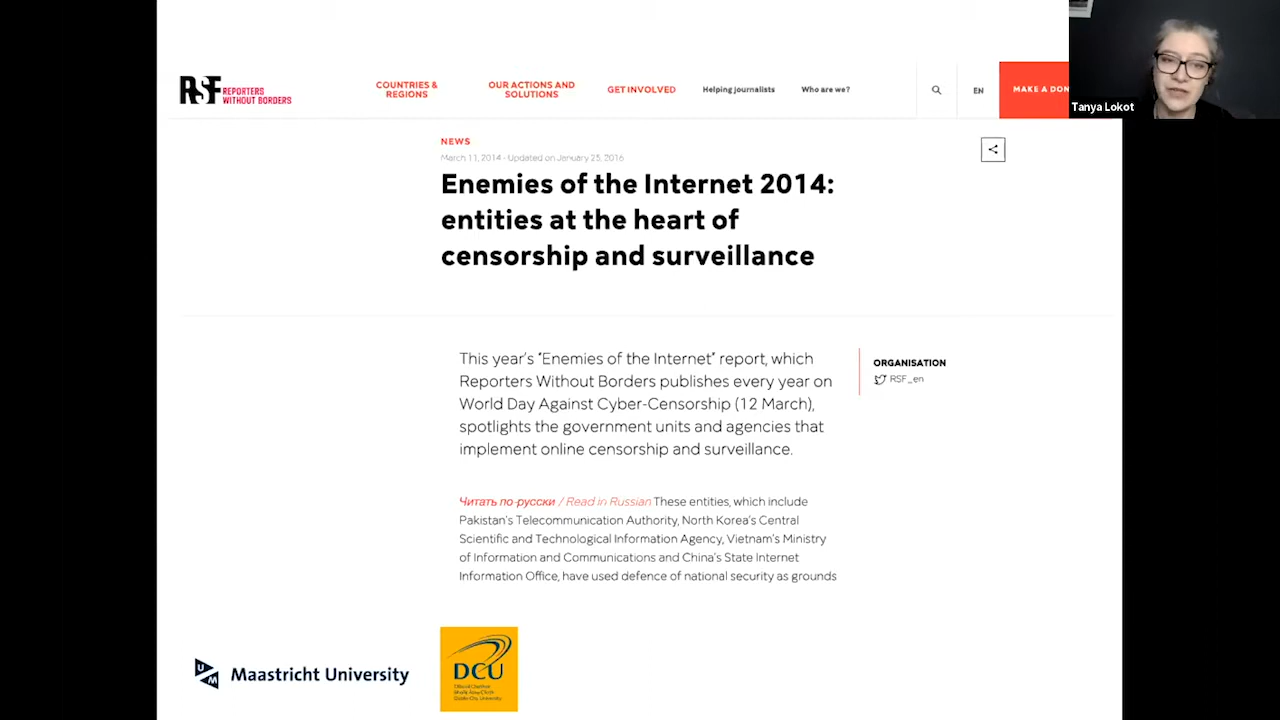 RSF REPORTERS
WITHOUT BORDERS
COUNTRIES &
REGIONS
OUR ACTIONS AND
SOLUTIONS
GET INVOLVED
Helping journalists
Who are we?
EN
MAKE A DON
Tanya Lokot
NEWS
March 11, 2014 - Updated on January 25, 2016
Enemies of the Internet 2014:
entities at the heart of
censorship and surveillance
This year's "Enemies of the Internet" report, which
Reporters Without Borders publishes every year on
World Day Against Cyber-Censorship (12 March),
spotlights the government units and agencies that
implement online censorship and surveillance.
ORGANISATION
RSF_en
Читать по-русски / Read in Russian These entities, which include
Pakistan's Telecommunication Authority, North Korea's Central
Scientific and Technological Information Agency, Vietnam's Ministry
of Information and Communications and China's State Internet
Information Office, have used defence of national security as grounds
UM Maastricht University
DCU